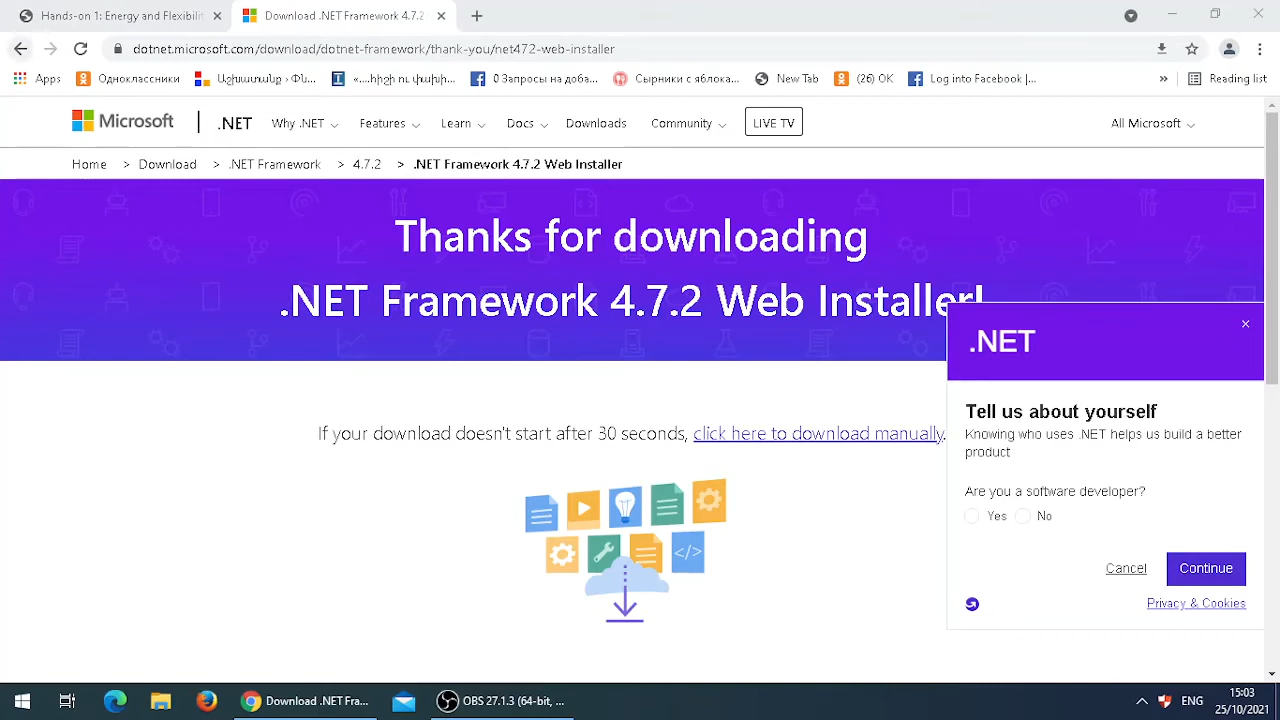 Hands-on 1: Energy and Flexibilit
Download .NET Framework 4.7.2
dotnet.microsoft.com/download/dotnet-framework/thank-you/net472-web-installer
Apps
Одноклассники
Աշխատանք › Փն...
«....հիշի ու փախիր...
0 Запросы на доба...
Сырники с яблока...
New Tab
(26) OK
Log into Facebook |...
»
Reading list
Microsoft
.NET
Why .NET
Features
Learn
Docs
Downloads
Community
LIVE TV
All Microsoft
Home > Download > .NET Framework > 4.7.2 > .NET Framework 4.7.2 Web Installer
Thanks for downloading
.NET Framework 4.7.2 Web Installer!
.NET
Tell us about yourself
Knowing who uses .NET helps us build a better
product
Are you a software developer?
Yes No
If your download doesn't start after 30 seconds, click here to download manually.
Cancel
Continue
Privacy & Cookies
Download .NET Fra...
OBS 27.1.3 (64-bit, ...
ENG
15:03
25/10/2021